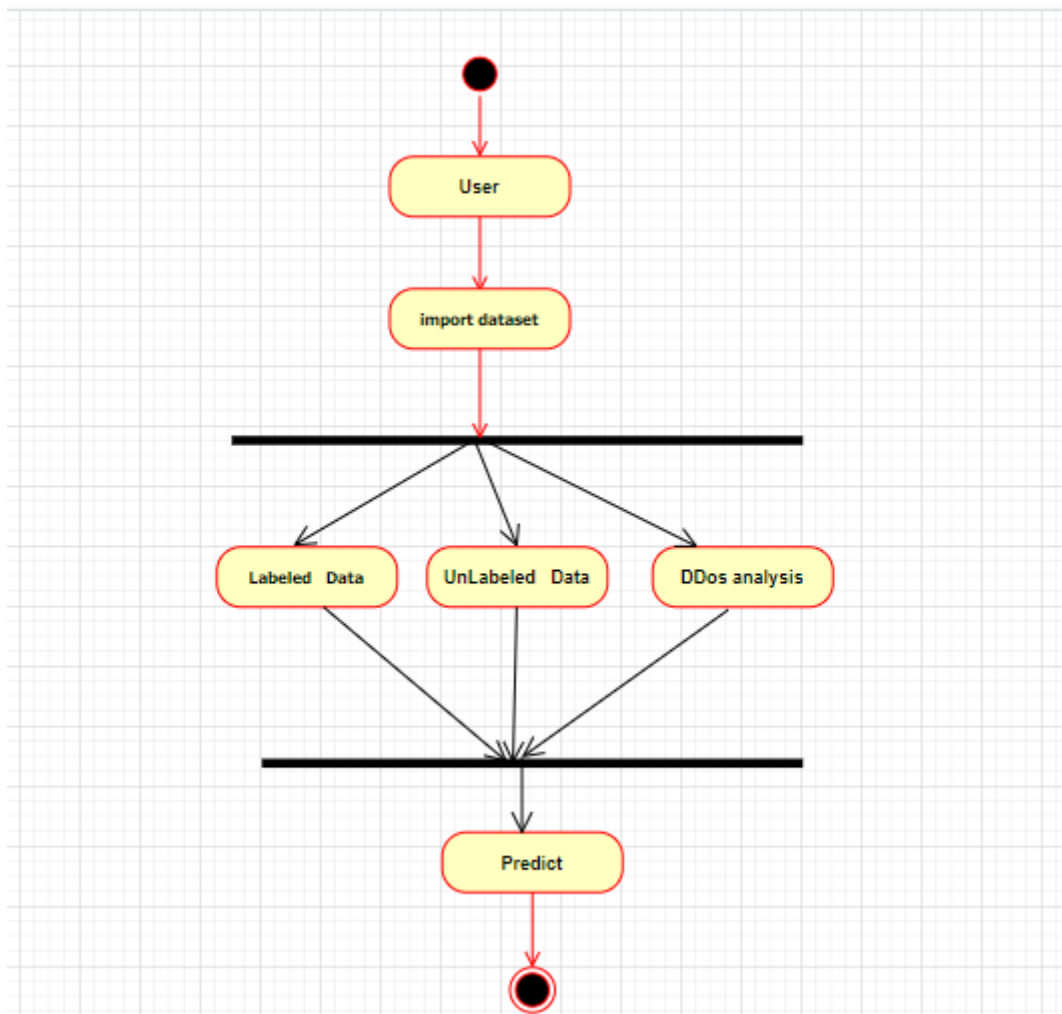 User
import dataset
Labeled Data
UnLabeled Data
DDos analysis
Predict